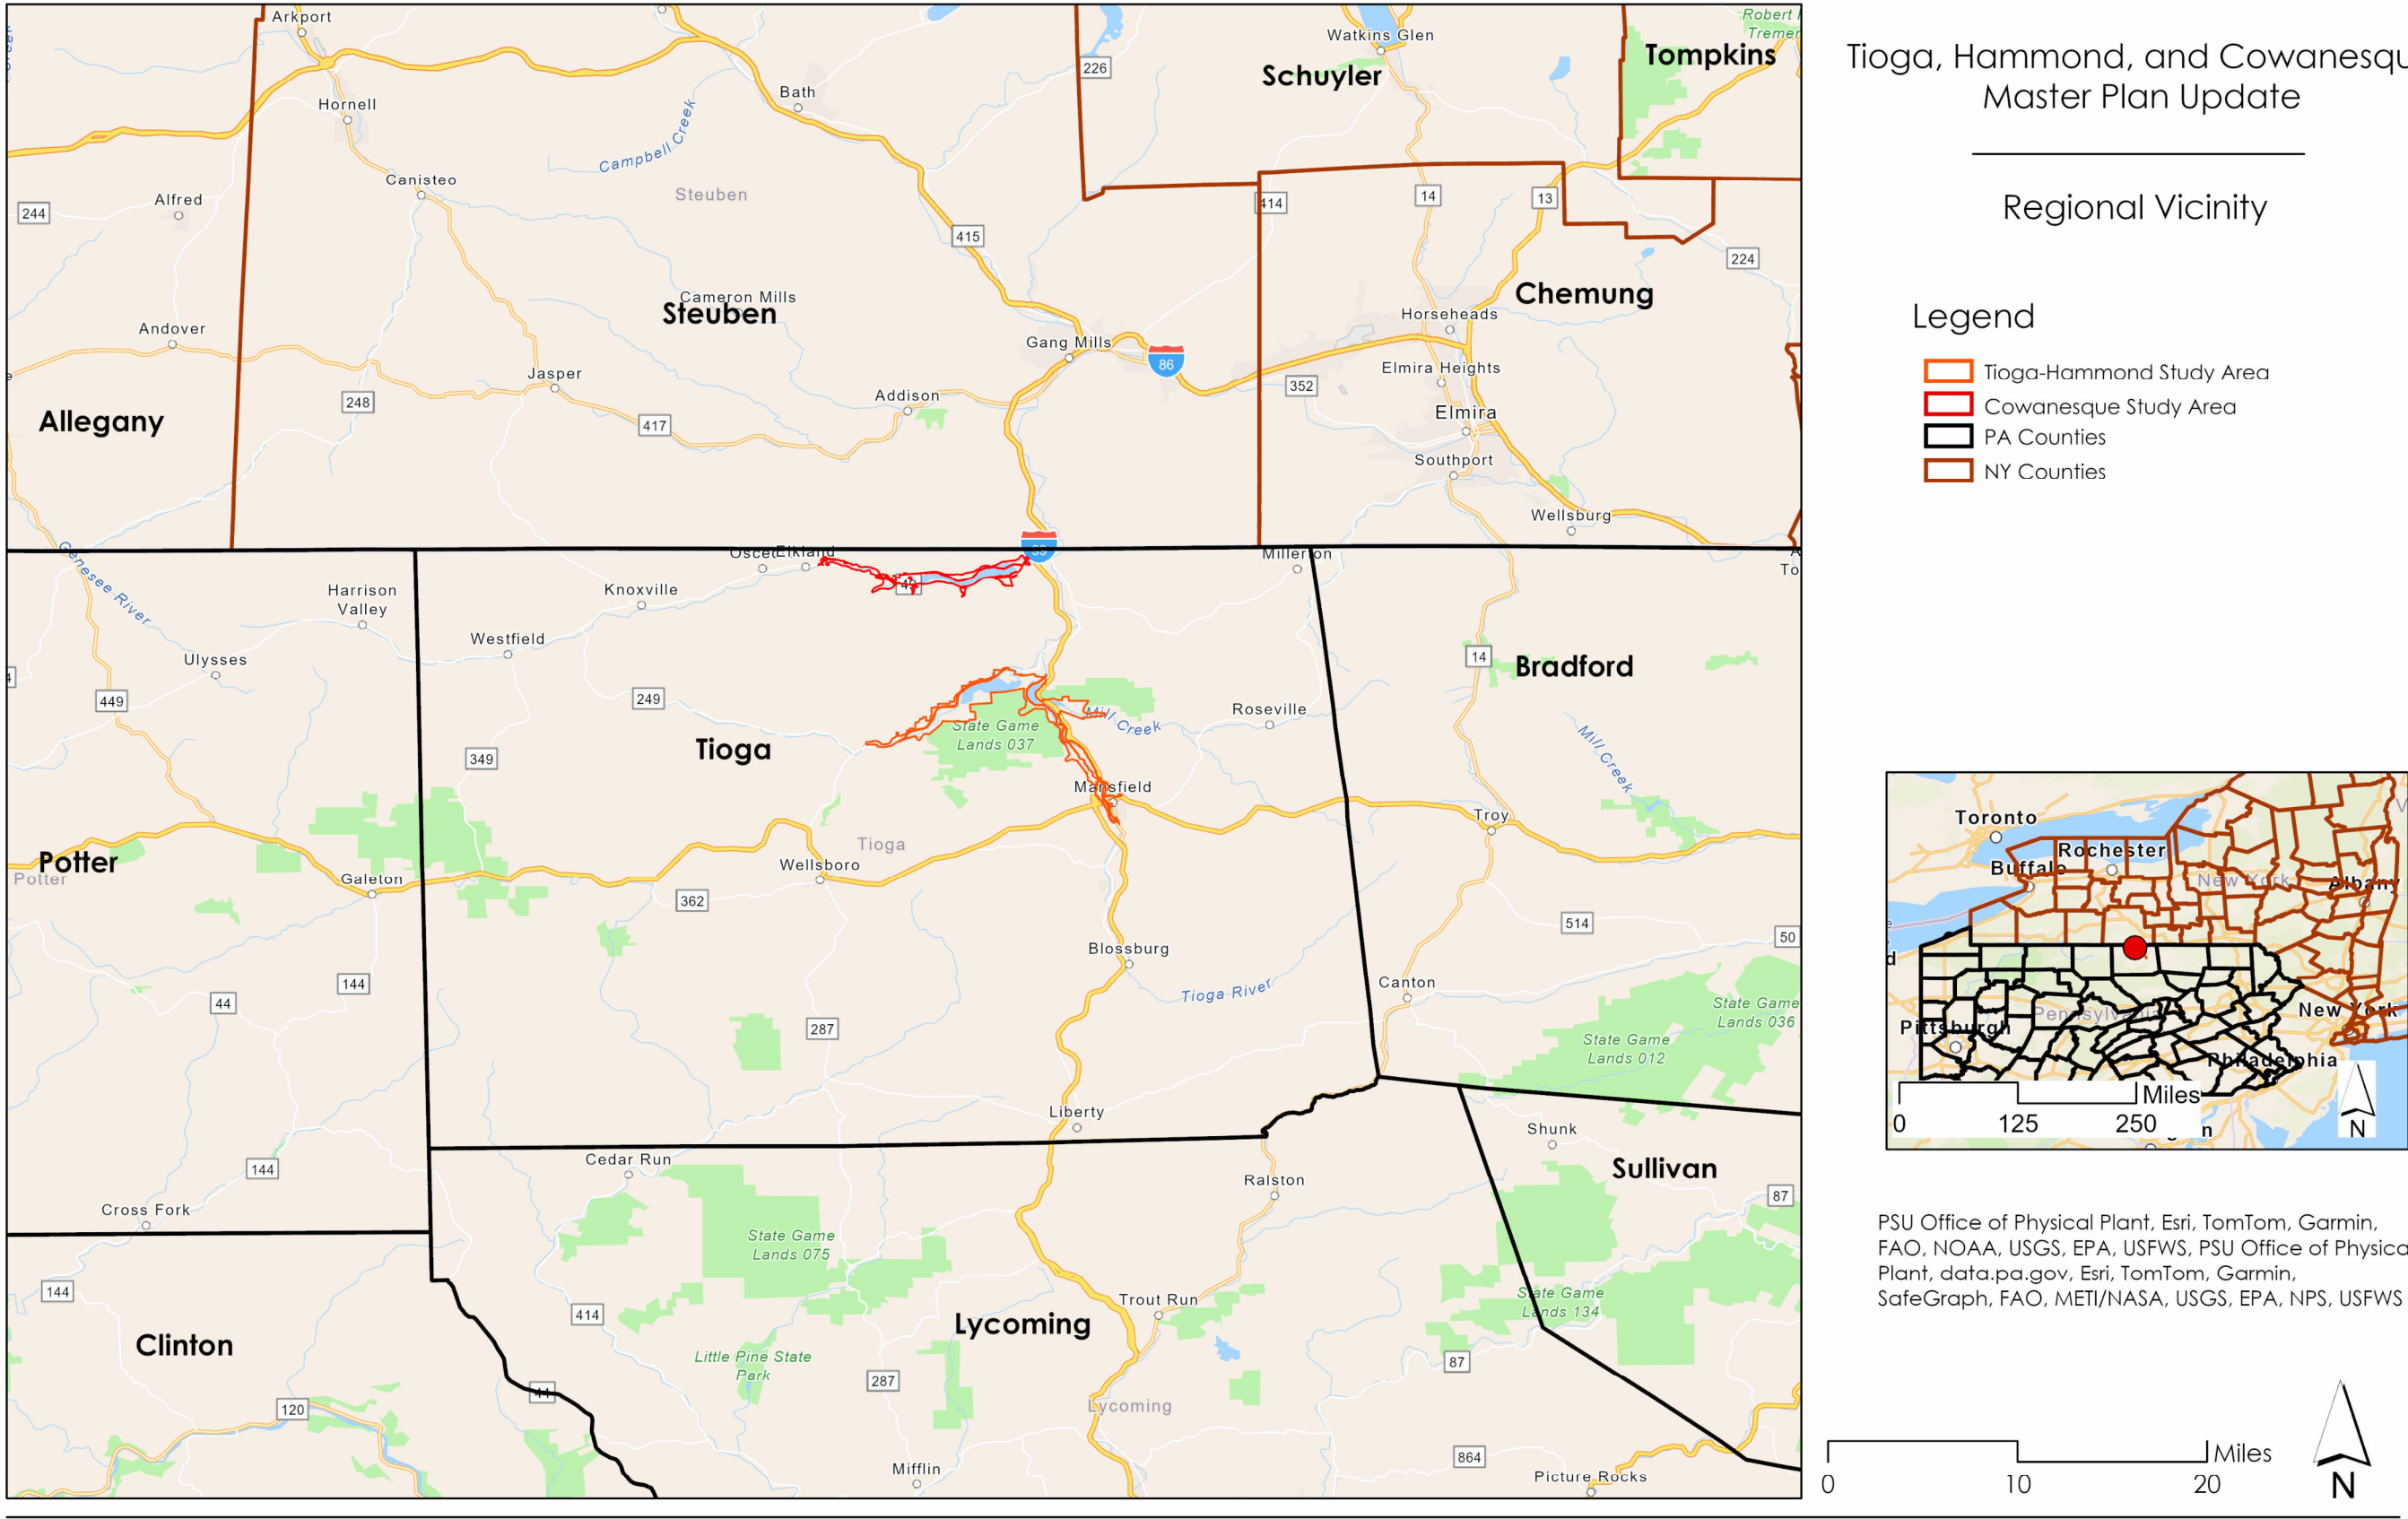 Tioga, Hammond, and Cowanesqu
Master Plan Update
Regional Vicinity
Legend
Tioga-Hammond Study Area
Cowanesque Study Area
PA Counties
NY Counties
Arkport
Watkins Glen
Robert
Tompkins
Schuyler
226
Bath
Hornell
Campbell Creek
Canisteo
Steuben
Alfred
244
414
14
13
415
224
Cameron Mills
Steuben
Chemung
Horseheads
Andover
Gang Mills
86
Elmira Heights
Jasper
352
Addison
248
Elmira
Allegany
417
Southport
Wellsburg
Genesee River
Elkland
Millerton
To
Harrison
Valley
Knoxville
Westfield
Ulysses
14
Bradford
449
249
Mill Creek
Roseville
State Game
Lands 037
Tioga
Mill Creek
349
Mansfield
Troy
Tioga
Potter
Potter
Wellsboro
Galeton
362
514
50
Blossburg
Tioga River
Canton
144
44
287
State Game
Lands 036
State Game
Lands 012
Liberty
Shunk
Cedar Run
144
Sullivan
Ralston
87
Cross Fork
State Game
Lands 075
144
414
Trout Run
State Game
Lands 134
Lycoming
Clinton
Little Pine State
Park
87
287
44
Lycoming
120
864
Mifflin
Picture Rocks
Toronto
Rochester
Buffalo
New York
Albany
Pennsylvania
New York
Pittsburgh
Philadelphia
Miles
0 125 250
N
PSU Office of Physical Plant, Esri, TomTom, Garmin,
FAO, NOAA, USGS, EPA, USFWS, PSU Office of Physica
Plant, data.pa.gov, Esri, TomTom, Garmin,
SafeGraph, FAO, METI/NASA, USGS, EPA, NPS, USFWS
Miles
0 10 20
N